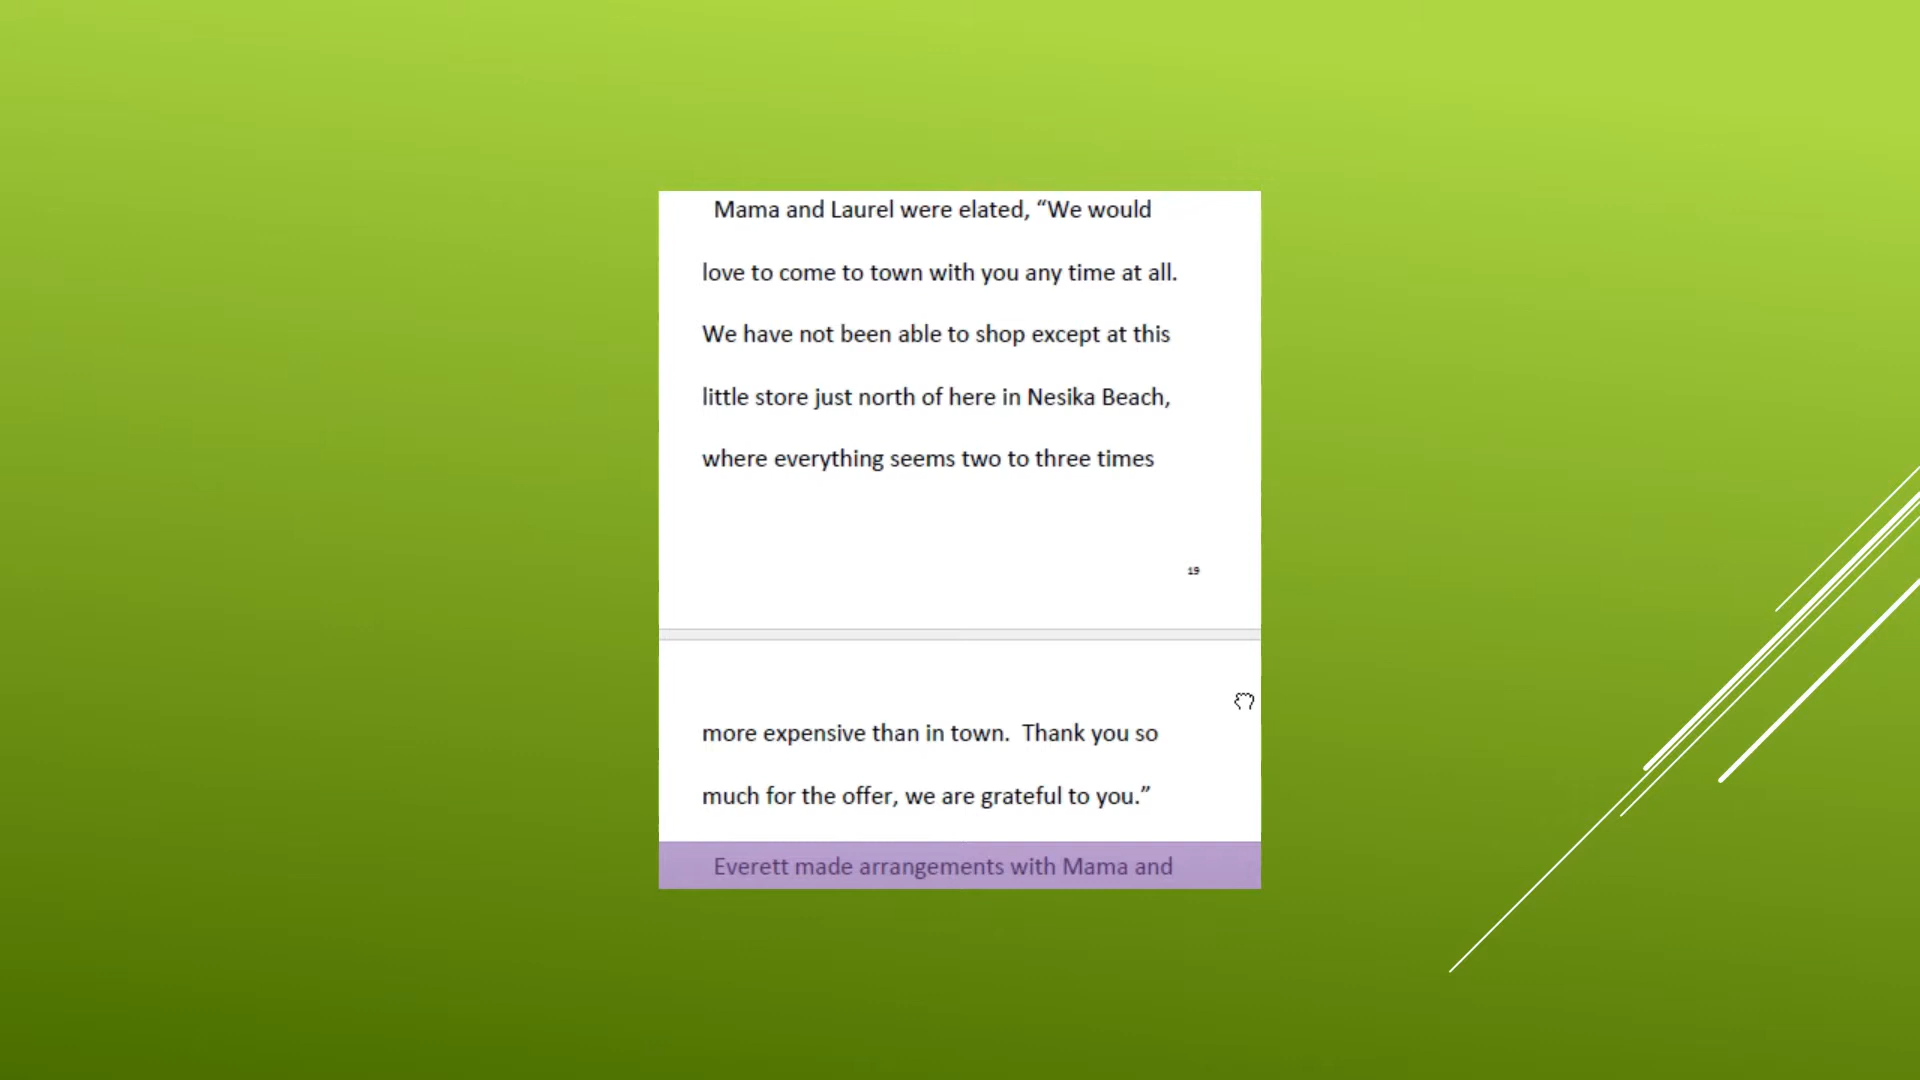 Mama and Laurel were elated, “We would
love to come to town with you any time at all.
We have not been able to shop except at this
little store just north of here in Nesika Beach,
where everything seems two to three times
19
more expensive than in town.  Thank you so
much for the offer, we are grateful to you.”
Everett made arrangements with Mama and